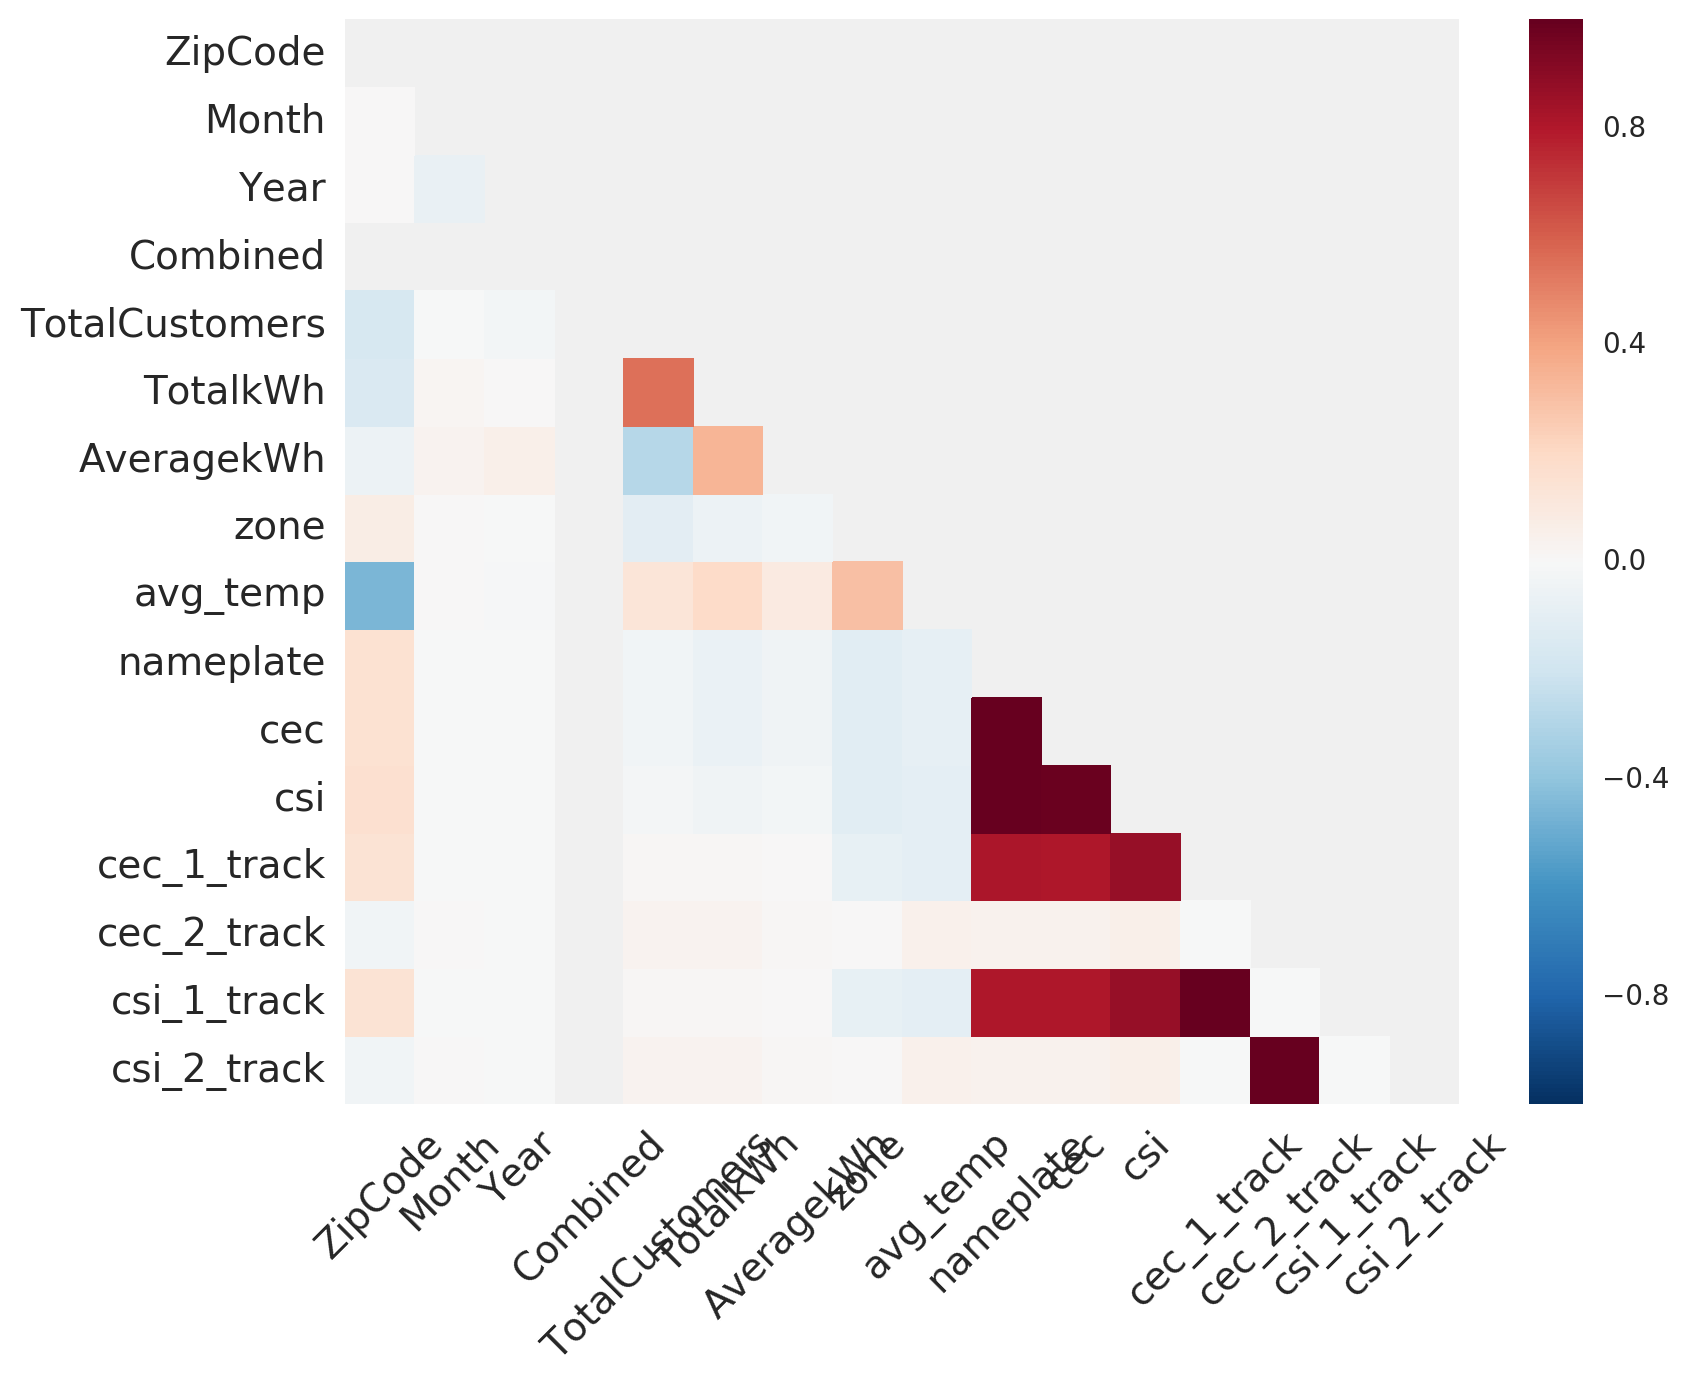 ZipCode
Month
Year
Combined
TotalCustomers
TotalkWh
AveragekWh
zone
avg_temp
nameplate
cec
csi
cec_1_track
cec_2_track
csi_1_track
csi_2_track
ZipCode
Month
Year
Combined
TotalCustomers
TotalkWh
AveragekWh
zone
avg_temp
nameplate
cec
csi
cec_1_track
cec_2_track
csi_1_track
csi_2_track
0.8
0.4
0.0
−0.4
−0.8